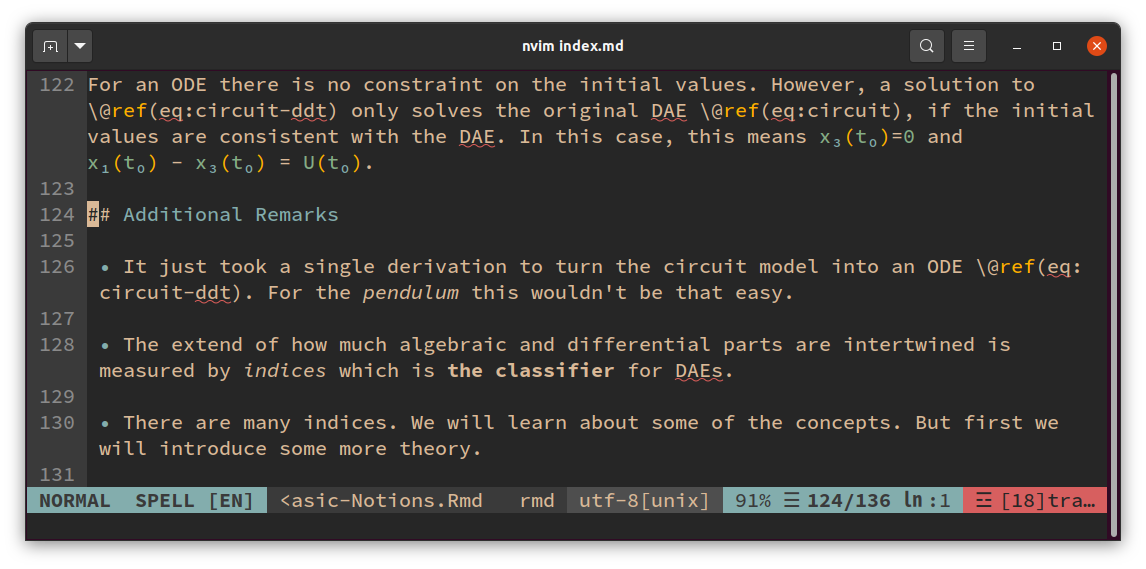 nvim index.md
122 For an ODE there is no constraint on the initial values. However, a solution to
\@ref(eq:circuit-ddt) only solves the original DAE \@ref(eq:circuit), if the initial
values are consistent with the DAE. In this case, this means x₃(t₀)=0 and
x₁(t₀) - x₃(t₀) = U(t₀).
123
124 ## Additional Remarks
125
126 • It just took a single derivation to turn the circuit model into an ODE \@ref(eq:
circuit-ddt). For the pendulum this wouldn't be that easy.
127
128 • The extend of how much algebraic and differential parts are intertwined is
measured by indices which is the classifier for DAEs.
129
130 • There are many indices. We will learn about some of the concepts. But first we
will introduce some more theory.
131
NORMAL SPELL [EN] <asic-Notions.Rmd rmd utf-8[unix] 91% ☰ 124/136 ln :1 ☲ [18]tra…